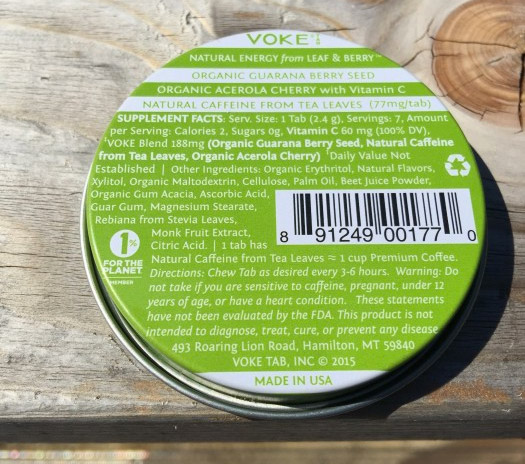 VOKE
NATURAL ENERGY from LEAF & BERRY
ORGANIC GUARANA BERRY SEED
ORGANIC ACEROLA CHERRY with Vitamin C
NATURAL CAFFEINE FROM TEA LEAVES (77mg/tab)
SUPPLEMENT FACTS: Serv. Size: 1 Tab (2.4 g), Servings: 7, Amount
per Serving: Calories 2, Sugars 0g, Vitamin C 60 mg (100% DV),
†VOKE Blend 188mg (Organic Guarana Berry Seed, Natural Caffeine
from Tea Leaves, Organic Acerola Cherry) †Daily Value Not
Established | Other Ingredients: Organic Erythritol, Natural Flavors,
Xylitol, Organic Maltodextrin, Cellulose, Palm Oil, Beet Juice Powder,
Organic Gum Acacia, Ascorbic Acid,
Guar Gum, Magnesium Stearate,
Rebiana from Stevia Leaves,
Monk Fruit Extract,
Citric Acid. | 1 tab has
8 91249 00177 0
Natural Caffeine from Tea Leaves ≈ 1 cup Premium Coffee.
1%
FOR THE
PLANET
MEMBER
Directions: Chew Tab as desired every 3-6 hours. Warning: Do
not take if you are sensitive to caffeine, pregnant, under 12
years of age, or have a heart condition. These statements
have not been evaluated by the FDA. This product is not
intended to diagnose, treat, cure, or prevent any disease
493 Roaring Lion Road, Hamilton, MT 59840
VOKE TAB, INC © 2015
MADE IN USA